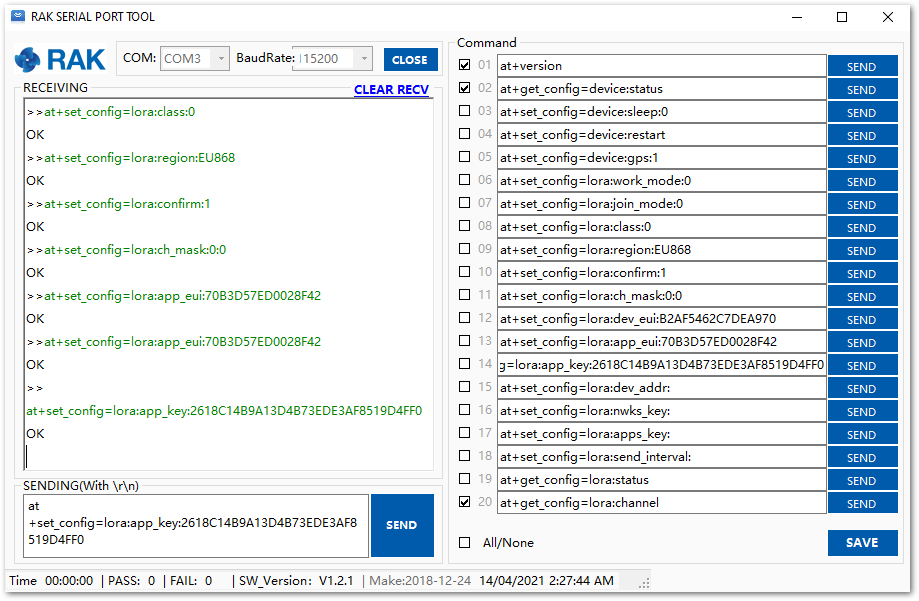 RAK SERIAL PORT TOOL
RAK
COM: COM3 BaudRate: 115200 CLOSE
RECEIVING CLEAR RECV
>>at+set_config=lora:class:0
OK
>>at+set_config=lora:region:EU868
OK
>>at+set_config=lora:confirm:1
OK
>>at+set_config=lora:ch_mask:0:0
OK
>>at+set_config=lora:app_eui:70B3D57ED0028F42
OK
>>at+set_config=lora:app_eui:70B3D57ED0028F42
OK
>>
at+set_config=lora:app_key:2618C14B9A13D4B73EDE3AF8519D4FF0
OK
SENDING(With \r\n)
at
+set_config=lora:app_key:2618C14B9A13D4B73EDE3AF8
519D4FF0
SEND
Command
01 at+version SEND
02 at+get_config=device:status SEND
03 at+set_config=device:sleep:0 SEND
04 at+set_config=device:restart SEND
05 at+set_config=device:gps:1 SEND
06 at+set_config=lora:work_mode:0 SEND
07 at+set_config=lora:join_mode:0 SEND
08 at+set_config=lora:class:0 SEND
09 at+set_config=lora:region:EU868 SEND
10 at+set_config=lora:confirm:1 SEND
11 at+set_config=lora:ch_mask:0:0 SEND
12 at+set_config=lora:dev_eui:B2AF5462C7DEA970 SEND
13 at+set_config=lora:app_eui:70B3D57ED0028F42 SEND
14 g=lora:app_key:2618C14B9A13D4B73EDE3AF8519D4FF0 SEND
15 at+set_config=lora:dev_addr: SEND
16 at+set_config=lora:nwks_key: SEND
17 at+set_config=lora:apps_key: SEND
18 at+set_config=lora:send_interval: SEND
19 at+get_config=lora:status SEND
20 at+get_config=lora:channel SEND
All/None SAVE
Time 00:00:00 | PASS: 0 | FAIL: 0 | SW_Version: V1.2.1 | Make:2018-12-24 14/04/2021 2:27:44 AM